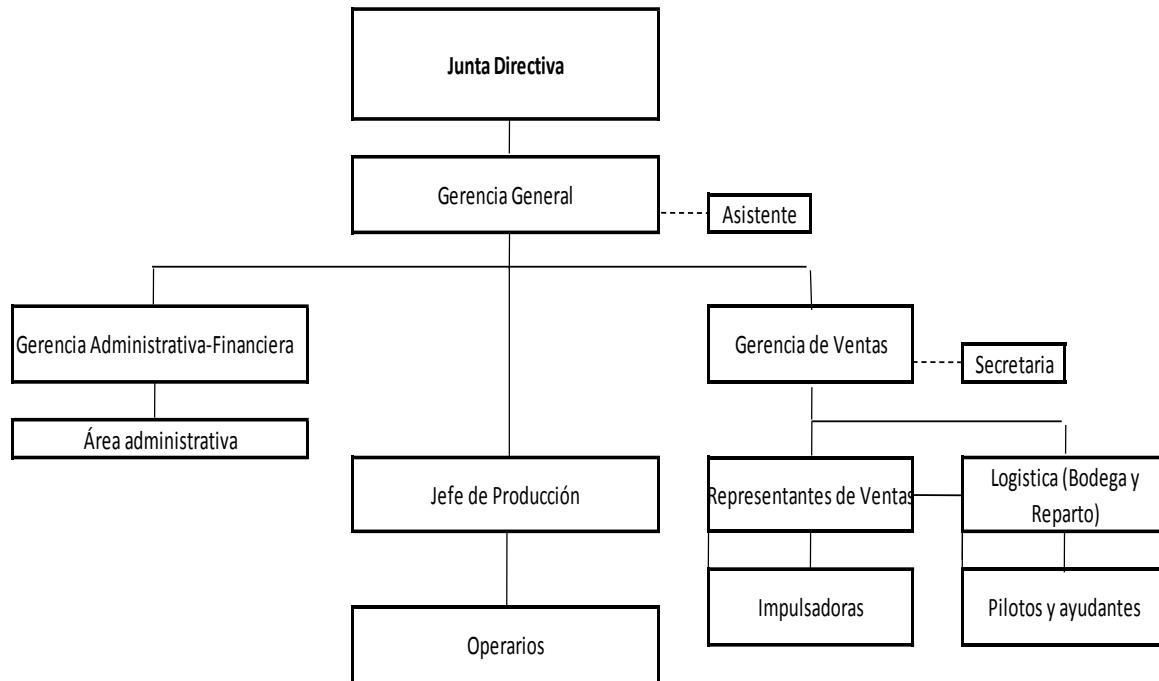 Junta Directiva
Gerencia General
Asistente
Gerencia Administrativa-Financiera
Gerencia de Ventas
Secretaria
Área administrativa
Jefe de Producción
Representantes de Ventas
Logistica (Bodega y
Reparto)
Impulsadoras
Pilotos y ayudantes
Operarios